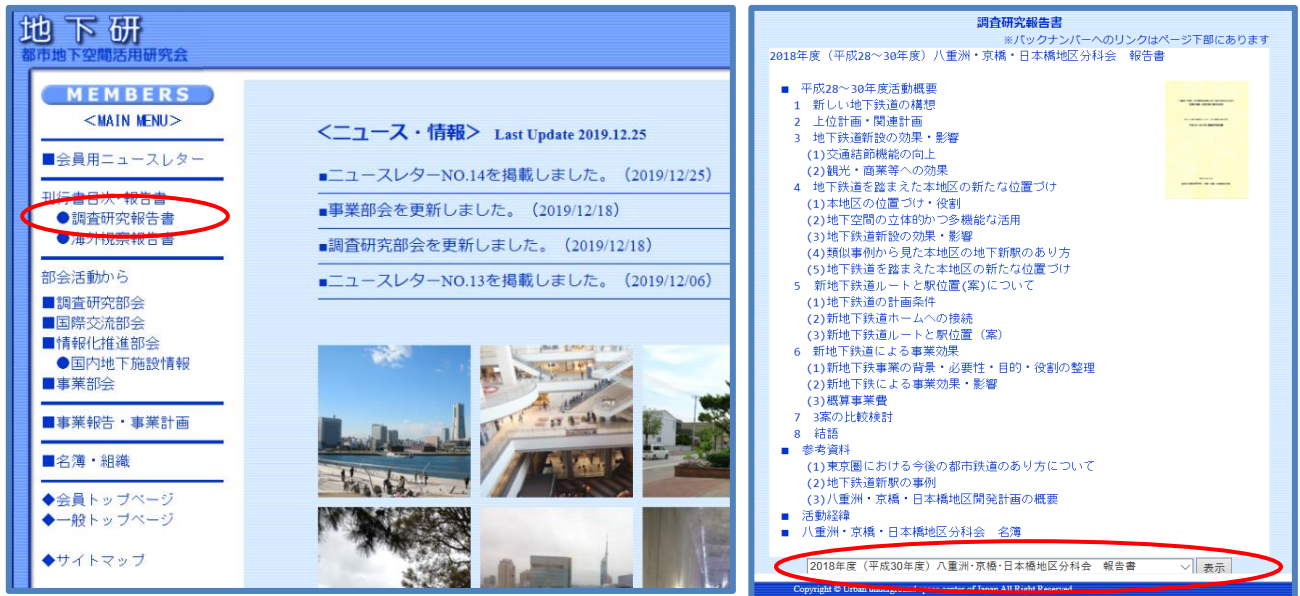 地下研
都市地下空間活用研究会
MEMBERS
<MAIN MENU>
■会員用ニュースレター
刊行書目次・報告書
●調査研究報告書
●海外視察報告書
部会活動から
■調査研究部会
■国際交流部会
■情報化推進部会
●国内地下施設情報
■事業部会
■事業報告・事業計画
■名簿・組織
◆会員トップページ
◆一般トップページ
◆サイトマップ
<ニュース・情報> Last Update 2019.12.25
■ニュースレターNO.14を掲載しました。（2019/12/25）
■事業部会を更新しました。（2019/12/18）
■調査研究部会を更新しました。（2019/12/18）
■ニュースレターNO.13を掲載しました。（2019/12/06）
調査研究報告書
※バックナンバーへのリンクはページ下部にあります
2018年度（平成28～30年度）八重洲・京橋・日本橋地区分科会 報告書
■ 平成28～30年度活動概要
1 新しい地下鉄道の構想
2 上位計画・関連計画
3 地下鉄道新設の効果・影響
(1)交通結節機能の向上
(2)観光・商業等への効果
4 地下鉄道を踏まえた本地区の新たな位置づけ
(1)本地区の位置づけ・役割
(2)地下空間の立体的かつ多機能な活用
(3)地下鉄道新設の効果・影響
(4)類似事例から見た本地区の地下新駅のあり方
(5)地下鉄道を踏まえた本地区の新たな位置づけ
5 新地下鉄道ルートと駅位置(案)について
(1)地下鉄道の計画条件
(2)新地下鉄道ホームへの接続
(3)新地下鉄道ルートと駅位置（案）
6 新地下鉄道による事業効果
(1)新地下鉄事業の背景・必要性・目的・役割の整理
(2)新地下鉄による事業効果・影響
(3)概算事業費
7 3案の比較検討
8 結語
■ 参考資料
(1)東京圏における今後の都市鉄道のあり方について
(2)地下鉄道新駅の事例
(3)八重洲・京橋・日本橋地区開発計画の概要
■ 活動経緯
■ 八重洲・京橋・日本橋地区分科会 名簿
2018年度（平成30年度）八重洲・京橋・日本橋地区分科会 報告書
表示
Copyright © Urban underground space center of Japan All Right Reserved